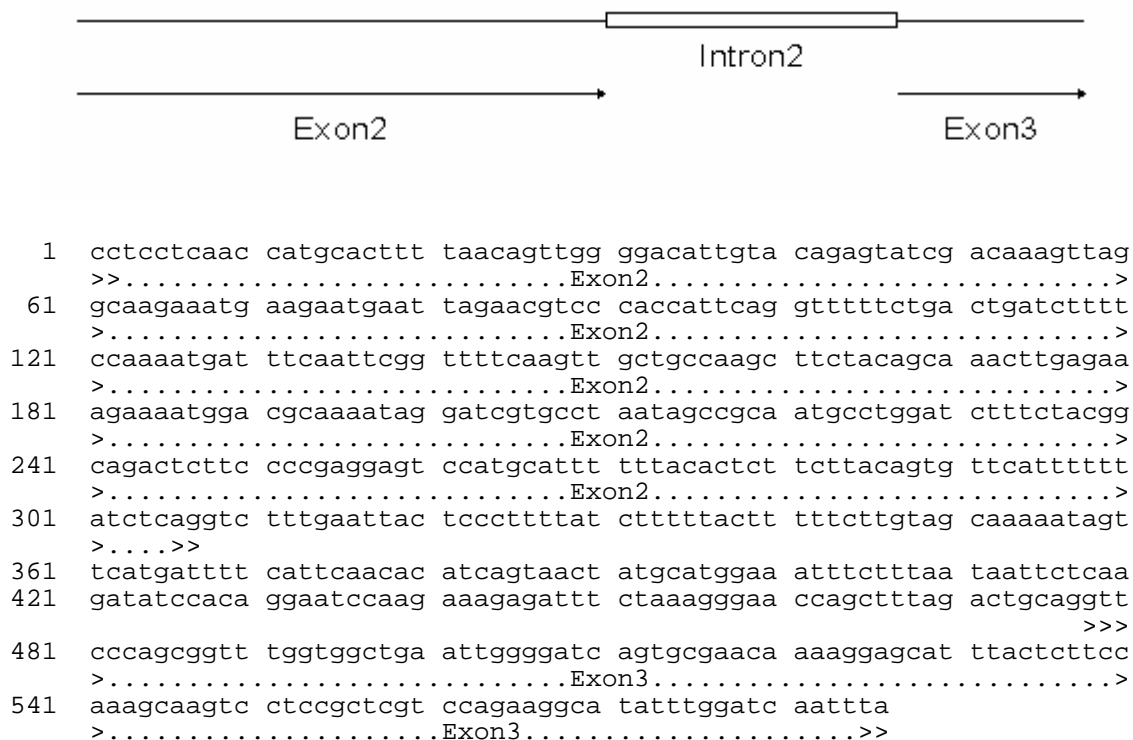 Intron2
Exon2 Exon3
1 cctcctcaac catgcacttt taacagttgg ggacattgta cagagtatcg acaaagttag
>>.............................Exon2.............................>
61 gcaagaaatg aagaatgaat tagaacgtcc caccattcag gtttttctga ctgatctttt
>..............................Exon2.............................>
121 ccaaaatgat ttcaattcgg ttttcaagtt gctgccaagc ttctacagca aacttgagaa
>..............................Exon2.............................>
181 agaaaatgga cgcaaaatag gatcgtgcct aatagccgca atgcctggat ctttctacgg
>..............................Exon2.............................>
241 cagactcttc cccgaggagt ccatgcattt tttacactct tcttacagtg ttcatttttt
>..............................Exon2.............................>
301 atctcaggtc tttgaattac tcccttttat ctttttactt tttcttgtag caaaaatagt
>....>>
361 tcatgatttt cattcaacac atcagtaact atgcatggaa atttctttaa taattctcaa
421 gatatccaca ggaatccaag aaagagattt ctaaagggaa ccagctttag actgcaggtt
>>>
481 cccagcggtt tggtggctga attggggatc agtgcgaaca aaaggagcat ttactcttcc
>..............................Exon3.............................>
541 aaagcaagtc ctccgctcgt ccagaaggca tatttggatc aattta
>.....................Exon3.....................>>